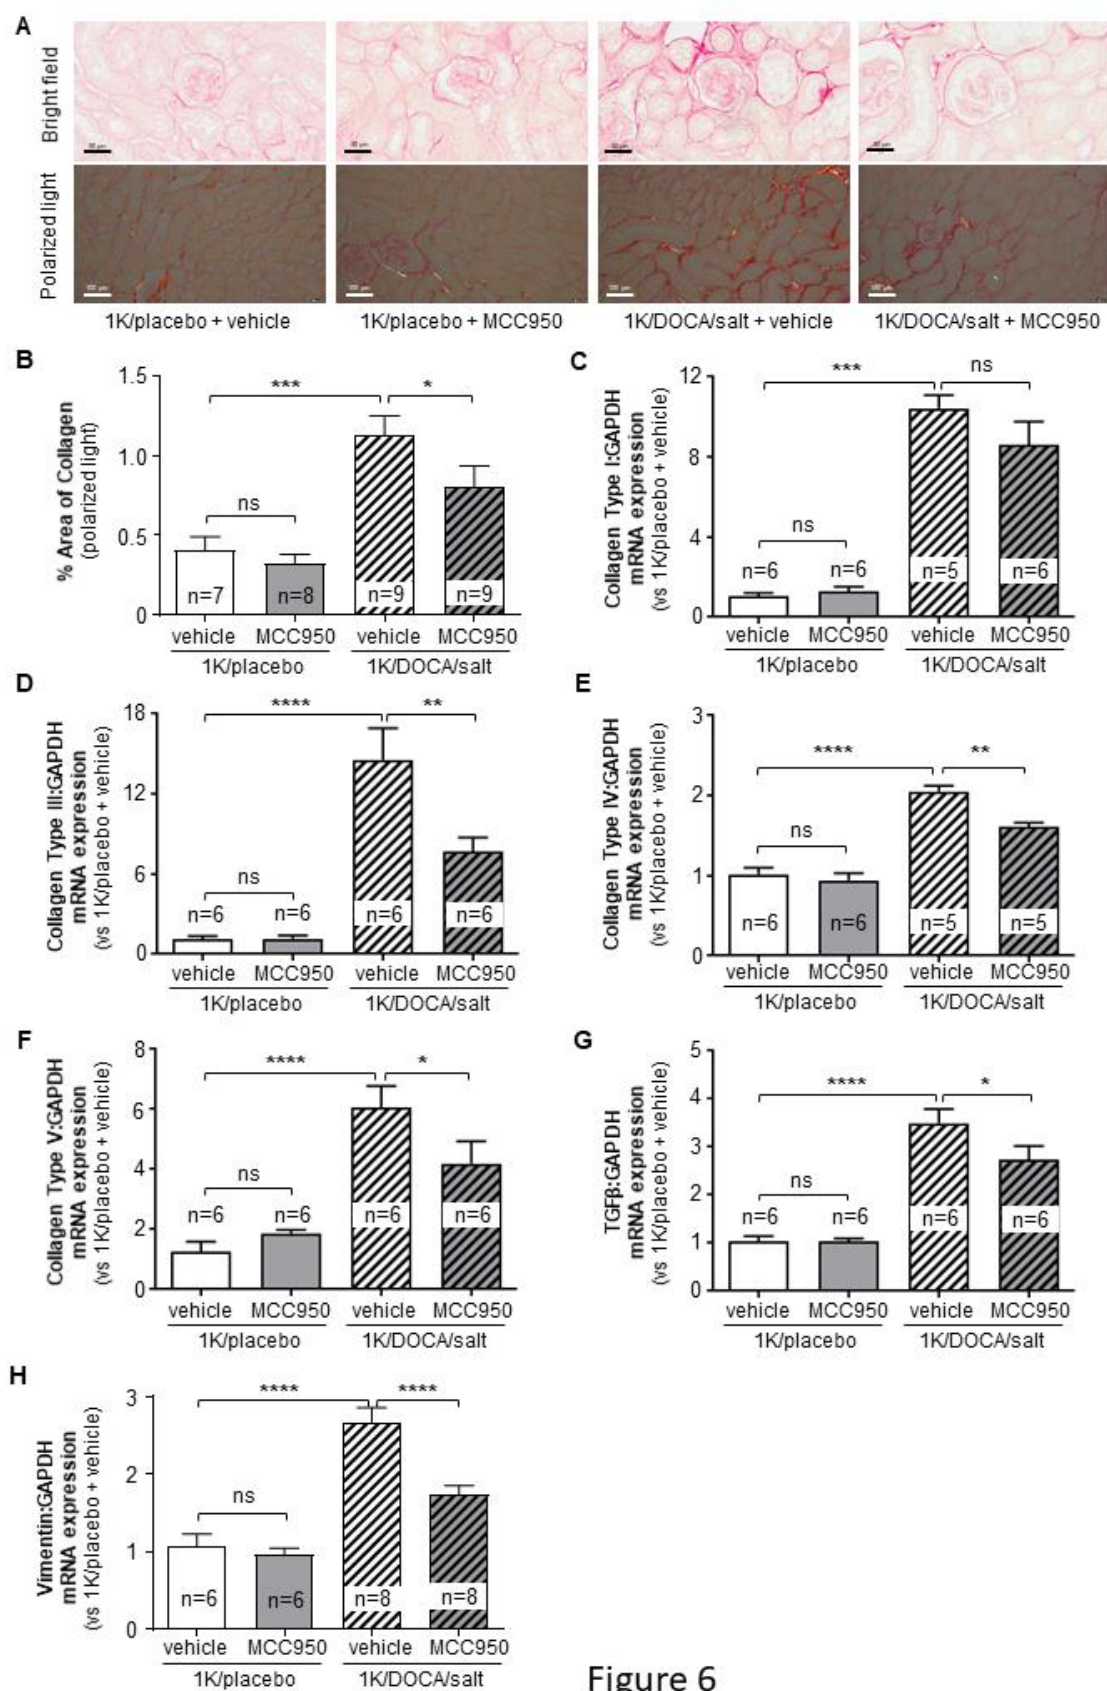 A
Bright field
Polarized light
1K/placebo + vehicle 1K/placebo + MCC950 1K/DOCA/salt + vehicle 1K/DOCA/salt + MCC950
B
% Area of Collagen
(polarized light)
1.5
1.0
0.5
0
***
*
ns
n=7 n=8 n=9 n=9
vehicle MCC950 vehicle MCC950
1K/placebo 1K/DOCA/salt
C
Collagen Type I:GAPDH
mRNA expression
(vs 1K/placebo + vehicle)
12
8
4
0
***
ns
ns
n=6 n=6 n=5 n=6
vehicle MCC950 vehicle MCC950
1K/placebo 1K/DOCA/salt
D
Collagen Type III:GAPDH
mRNA expression
(vs 1K/placebo + vehicle)
18
12
6
0
****
**
ns
n=6 n=6 n=6 n=6
vehicle MCC950 vehicle MCC950
1K/placebo 1K/DOCA/salt
E
Collagen Type IV:GAPDH
mRNA expression
(vs 1K/placebo + vehicle)
3
2
1
0
****
**
ns
n=6 n=6 n=5 n=5
vehicle MCC950 vehicle MCC950
1K/placebo 1K/DOCA/salt
F
Collagen Type V:GAPDH
mRNA expression
(vs 1K/placebo + vehicle)
8
6
4
2
0
****
*
ns
n=6 n=6 n=6 n=6
vehicle MCC950 vehicle MCC950
1K/placebo 1K/DOCA/salt
G
TGFβ:GAPDH
mRNA expression
(vs 1K/placebo + vehicle)
5
4
3
2
1
0
****
*
ns
n=6 n=6 n=6 n=6
vehicle MCC950 vehicle MCC950
1K/placebo 1K/DOCA/salt
H
Vimentin:GAPDH
mRNA expression
(vs 1K/placebo + vehicle)
3
2
1
0
****
****
ns
n=6 n=6 n=8 n=8
vehicle MCC950 vehicle MCC950
1K/placebo 1K/DOCA/salt
Figure 6